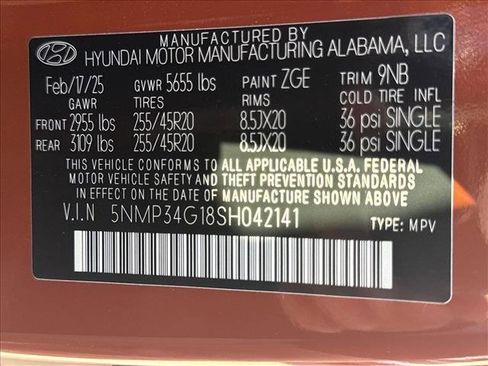 MANUFACTURED BY
HYUNDAI MOTOR MANUFACTURING ALABAMA, LLC
Feb/17/25 GVWR 5655 lbs PAINT ZGE TRIM 9NB
GAWR TIRES RIMS COLD TIRE INFL
FRONT 2955 lbs 255/45R20 8.5JX20 36 psi SINGLE
REAR 3109 lbs 255/45R20 8.5JX20 36 psi SINGLE
THIS VEHICLE CONFORMS TO ALL APPLICABLE U.S.A. FEDERAL
MOTOR VEHICLE SAFETY AND THEFT PREVENTION STANDARDS
IN EFFECT ON THE DATE OF MANUFACTURE SHOWN ABOVE
V.I.N 5NMP34G18SH042141 TYPE: MPV